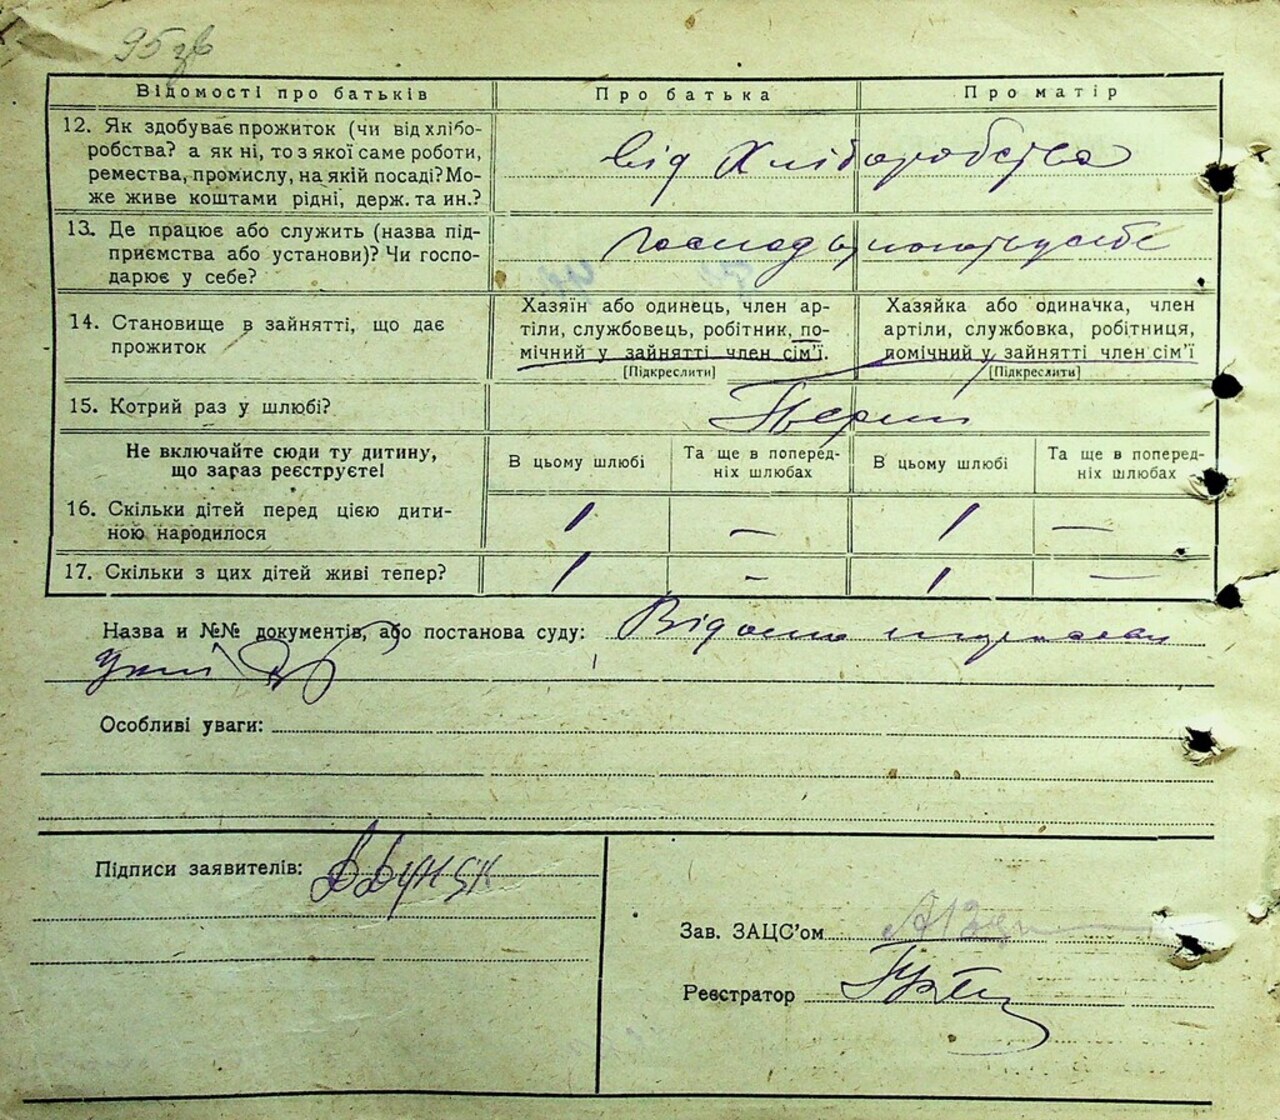 95 зв
Відомості про батьків
Про батька
Про матір
12. Як здобуває прожиток (чи від хлібо-
робства? а як ні, то з якої саме роботи,
ремества, промислу, на якій посаді? Мо-
же живе коштами рідні, держ. та ин.?
від Хліборобства
13. Де працює або служить (назва під-
приємства або установи)? Чи госпо-
дарює у себе?
14. Становище в зайнятті, що дає
прожиток
Хазяїн або одинець, член ар-
тіли, службовець, робітник, по-
мічний у зайнятті член сім'ї.
[Підкреслити]
Хазяйка або одиначка, член
артіли, службовка, робітниця,
помічний у зайнятті член сім'ї
[Підкреслити]
15. Котрий раз у шлюбі?
Перший
Не включайте сюди ту дитину,
що зараз реєструєте!
В цьому шлюбі
Та ще в поперед-
ніх шлюбах
В цьому шлюбі
Та ще в поперед-
ніх шлюбах
16. Скільки дітей перед цією дити-
ною народилося
1 — 1 —
17. Скільки з цих дітей живі тепер?
1 - 1 —
Назва и №№ документів, або постанова суду:
Особливі уваги:
Підписи заявителів:
Зав. ЗАЦС'ом
Реєстратор